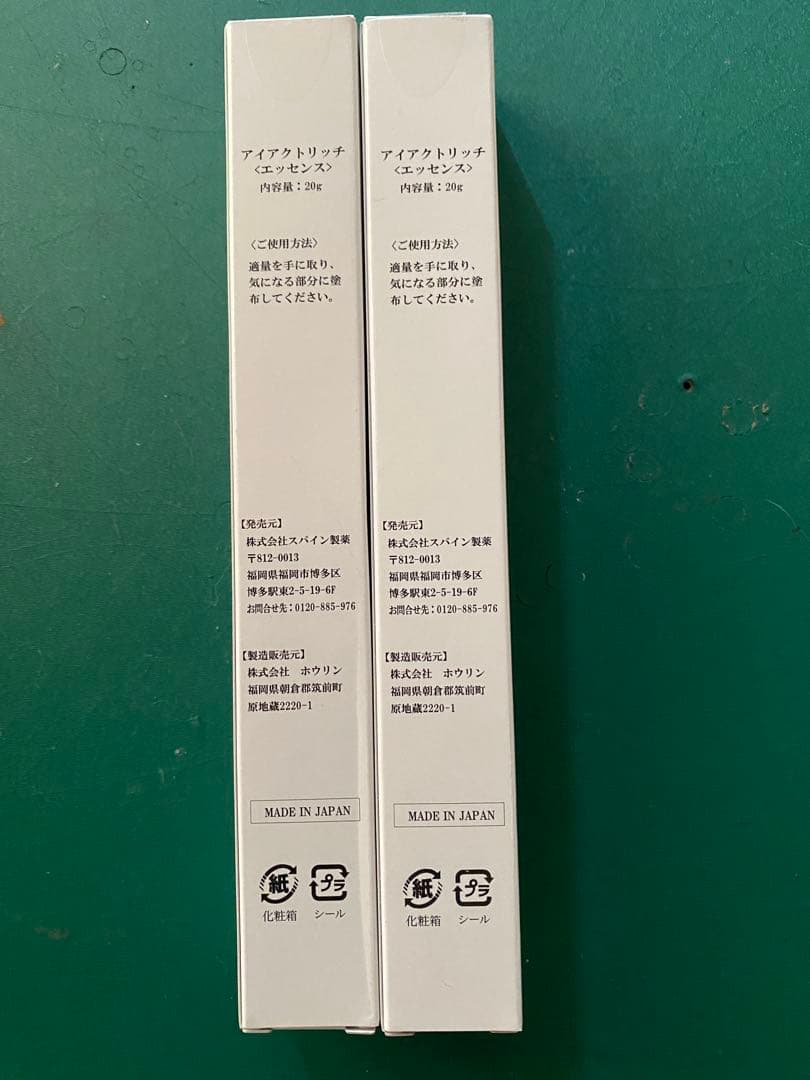 アイアクトリッチ
〈エッセンス〉
内容量：20g
〈ご使用方法〉
適量を手に取り、
気になる部分に塗
布してください。
【発売元】
株式会社スパイン製薬
〒812-0013
福岡県福岡市博多区
博多駅東2-5-19-6F
お問合せ先：0120-885-976
【製造販売元】
株式会社　ホウリン
福岡県朝倉郡筑前町
原地蔵2220-1
MADE IN JAPAN
紙 プラ
化粧箱 シール
アイアクトリッチ
〈エッセンス〉
内容量：20g
〈ご使用方法〉
適量を手に取り、
気になる部分に塗
布してください。
【発売元】
株式会社スパイン製薬
〒812-0013
福岡県福岡市博多区
博多駅東2-5-19-6F
お問合せ先：0120-885-976
【製造販売元】
株式会社　ホウリン
福岡県朝倉郡筑前町
原地蔵2220-1
MADE IN JAPAN
紙 プラ
化粧箱 シール